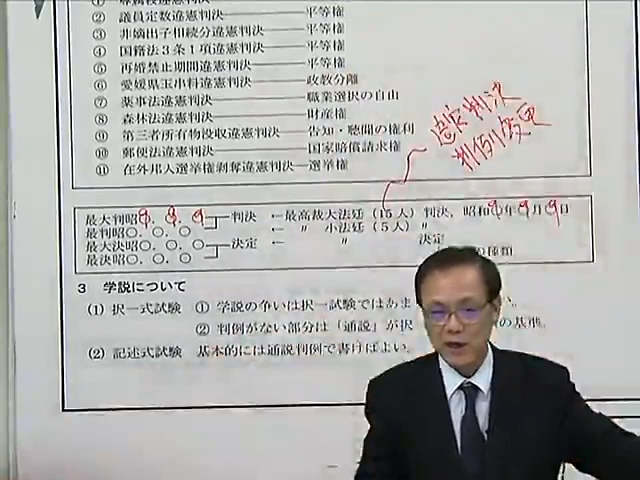 ② 議員定数違憲判決――平等権
③ 非嫡出子相続分違憲判決――平等権
④ 国籍法3条1項違憲判決――平等権
⑤ 再婚禁止期間違憲判決――平等権
⑥ 愛媛県玉串料違憲判決――政教分離
⑦ 薬事法違憲判決――職業選択の自由
⑧ 森林法違憲判決――財産権
⑨ 第三者所有物没収違憲判決――告知・聴聞の権利
⑩ 郵便法違憲判決――国家賠償請求権
⑪ 在外邦人選挙権剥奪違憲判決――選挙権
違憲判決
判例変更
最大判昭○.○.○ 判決 ←最高裁大法廷(15人)判決,昭和○年○月○日
最判昭○.○.○ ← 〃 小法廷(5人) 〃
最大決昭○.○.○ 決定 〃 決定
最決昭○.○.○ の種類
3 学説について
(1) 択一式試験 ① 学説の争いは択一試験ではあま い。
② 判例がない部分は「通説」が択 の基準。
(2) 記述式試験 基本的には通説判例で書けばよい。